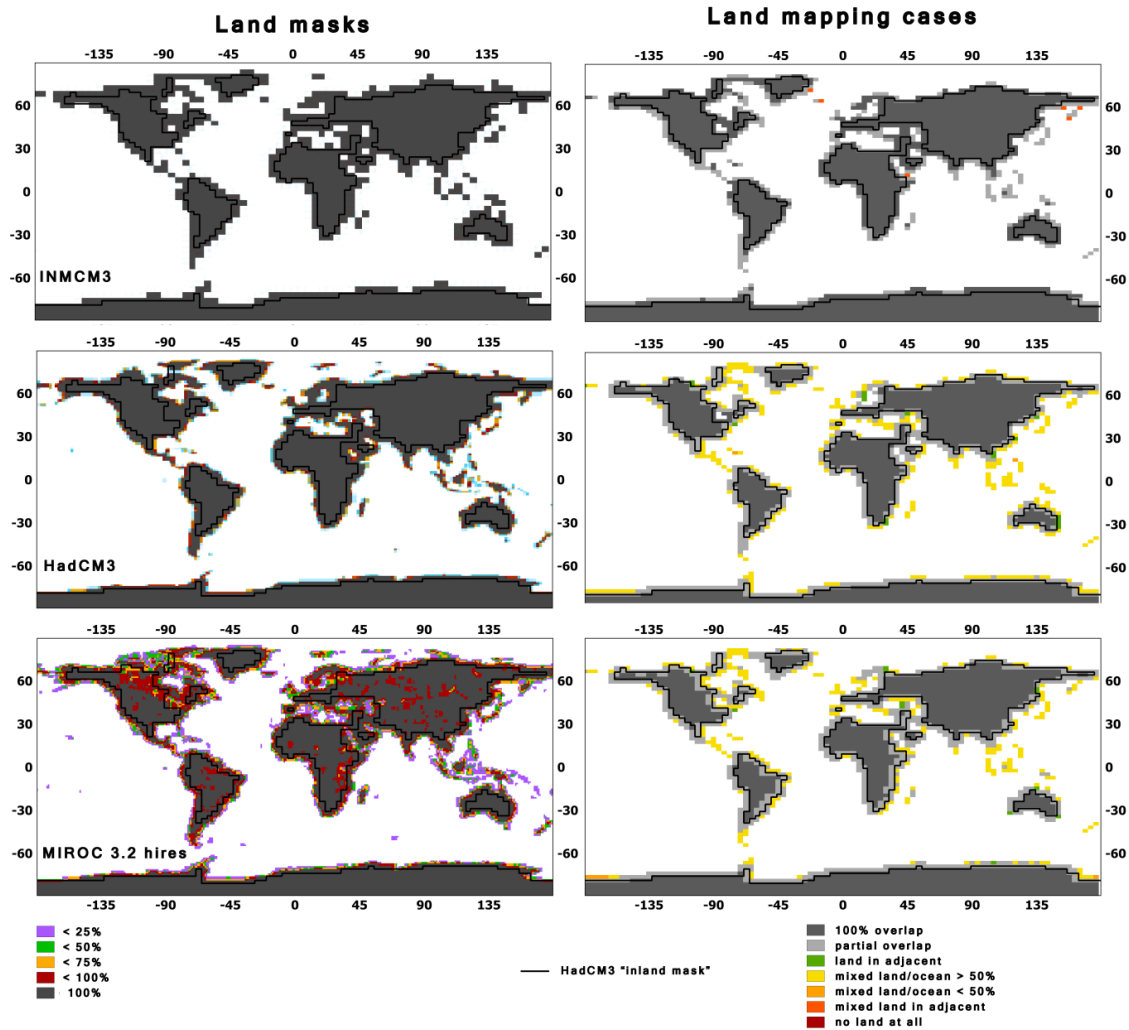 Land masks
Land mapping cases
-135 -90 -45 0 45 90 135
-135 -90 -45 0 45 90 135
60
30
0
-30
-60
60
30
0
-30
-60
INMCM3
-135 -90 -45 0 45 90 135
-135 -90 -45 0 45 90 135
60
30
0
-30
-60
60
30
0
-30
-60
HadCM3
-135 -90 -45 0 45 90 135
-135 -90 -45 0 45 90 135
60
30
0
-30
-60
60
30
0
-30
-60
MIROC 3.2 hires
-135 -90 -45 0 45 90 135
-135 -90 -45 0 45 90 135
< 25%
< 50%
< 75%
< 100%
100%
HadCM3 "inland mask"
100% overlap
partial overlap
land in adjacent
mixed land/ocean > 50%
mixed land/ocean < 50%
mixed land in adjacent
no land at all